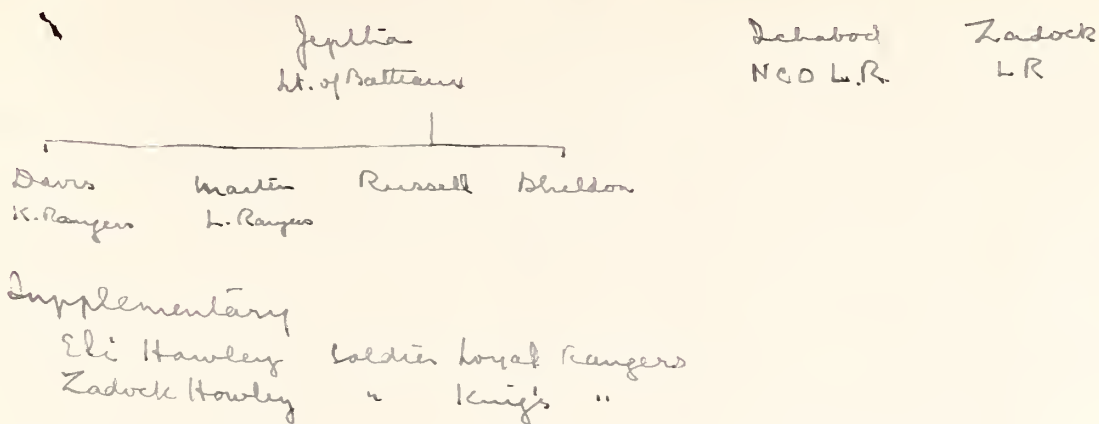 Jeptha Ichabod Zadock
Lt. of Batteaux NCO L.R. LR
Davis Martin Russell Sheldon
K. Rangers L. Rangers
Supplementary
Eli Hawley Soldier Loyal Rangers
Zadock Hawley " King's "